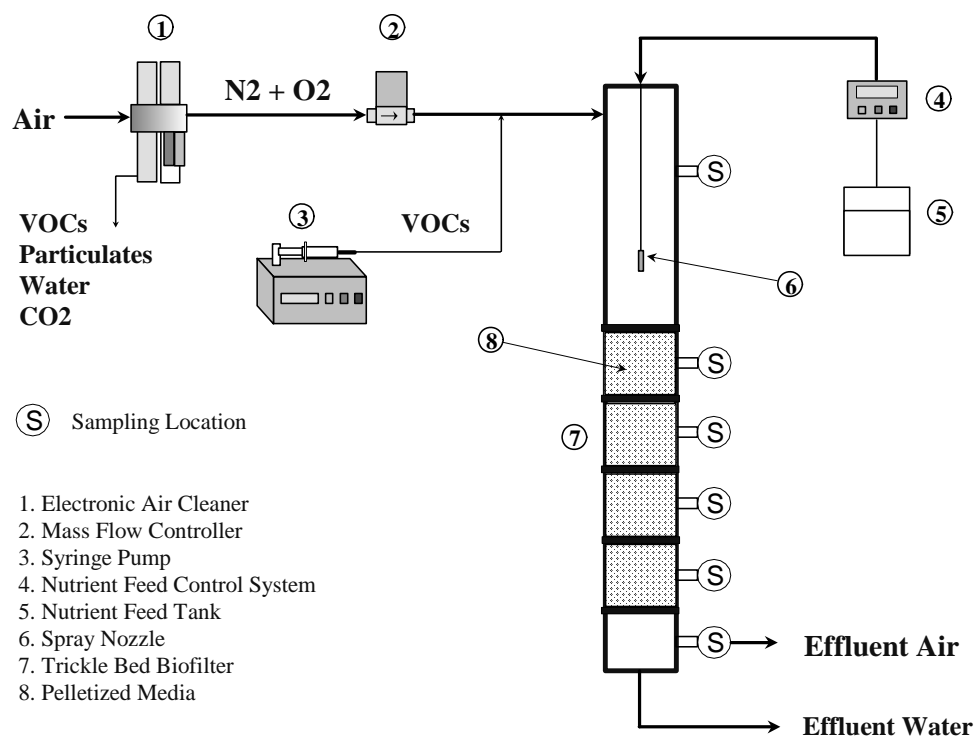 1
2
N2 + O2
4
Air
S
VOCs
Particulates
Water
CO2
3
VOCs
5
6
8
S
S
Sampling Location
7
S
1. Electronic Air Cleaner
2. Mass Flow Controller
3. Syringe Pump
4. Nutrient Feed Control System
5. Nutrient Feed Tank
6. Spray Nozzle
7. Trickle Bed Biofilter
8. Pelletized Media
S
S
S
Effluent Air
Effluent Water